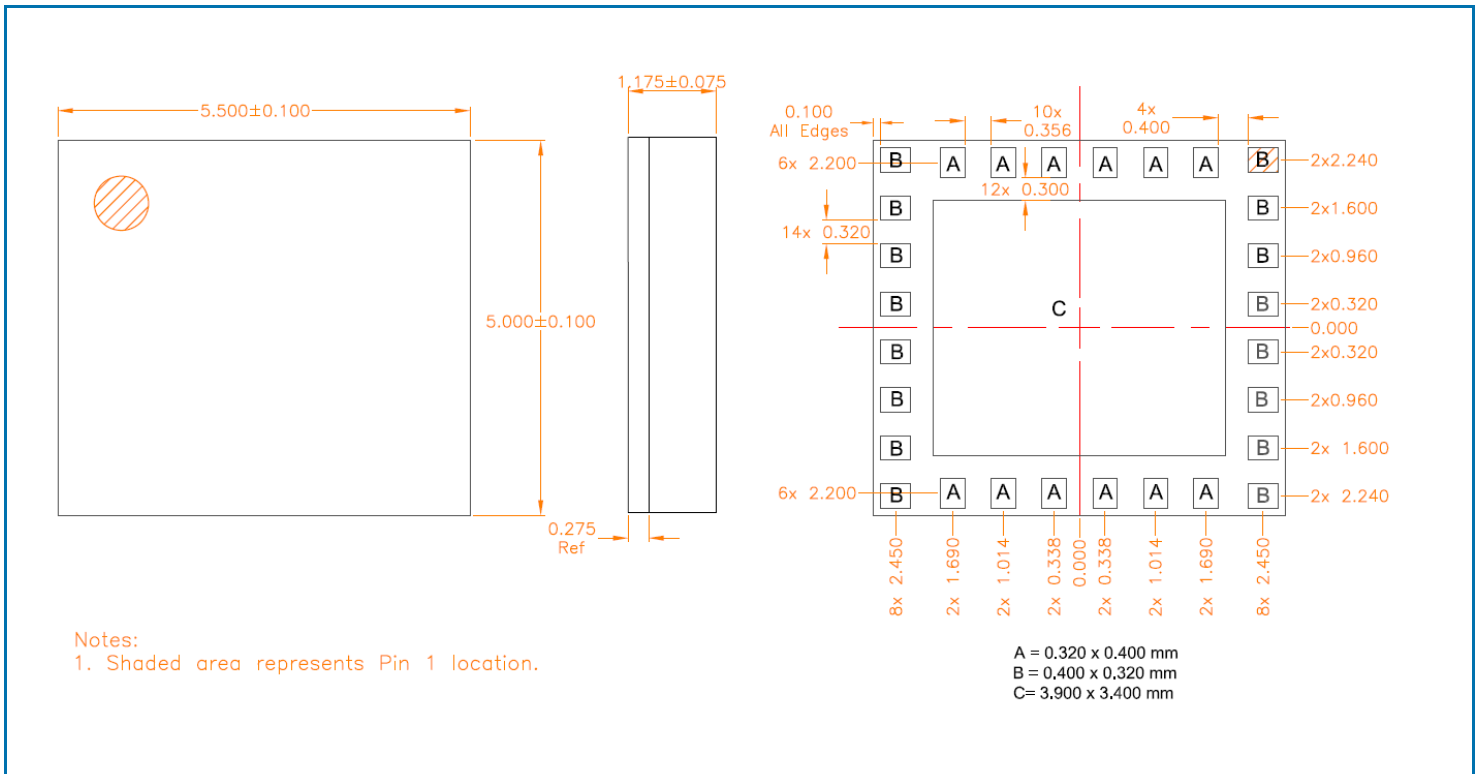 5.500±0.100
1.175±0.075
5.000±0.100
0.275
Ref
0.100
All Edges
10x
0.356
4x
0.400
6x 2.200
B
A
A
A
A
A
A
B
2x2.240
12x 0.300
B
B
2x1.600
14x 0.320
B
B
2x0.960
B
C
B
2x0.320
0.000
B
B
2x0.320
B
B
2x0.960
B
B
2x 1.600
6x 2.200
B
A
A
A
A
A
A
B
2x 2.240
8x 2.450
2x 1.690
2x 1.014
2x 0.338
0.000
2x 0.338
2x 1.014
2x 1.690
8x 2.450
Notes:
1. Shaded area represents Pin 1 location.
A = 0.320 x 0.400 mm
B = 0.400 x 0.320 mm
C= 3.900 x 3.400 mm